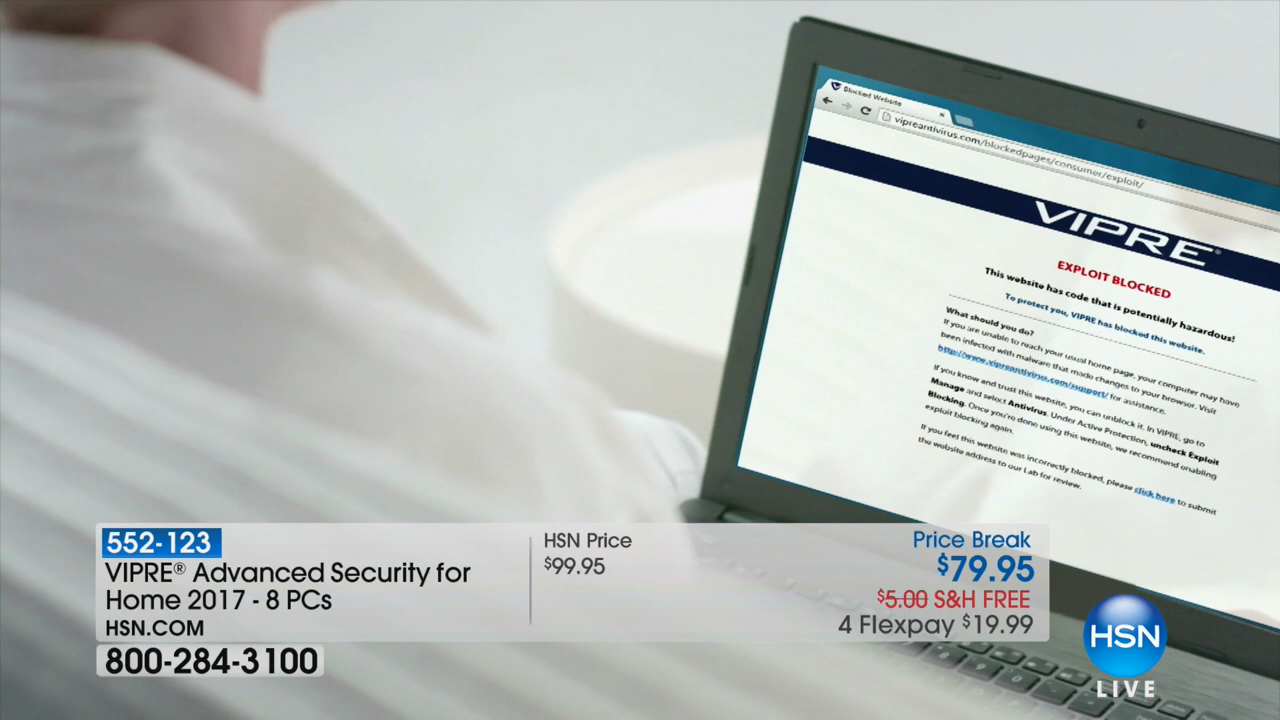 Blocked Website
vipreantivirus.com/blockedpages/consumer/exploit/
VIPRE®
EXPLOIT BLOCKED
This website has code that is potentially hazardous!
To protect you, VIPRE has blocked this website.
What should you do?
If you are unable to reach your usual home page, your computer may have
been infected with malware that made changes to your browser. Visit
http://www.vipreantivirus.com/support/ for assistance.
If you know and trust this website, you can unblock it. In VIPRE, go to
Manage and select Antivirus. Under Active Protection, uncheck Exploit
Blocking. Once you're done using this website, we recommend enabling
exploit blocking again.
If you feel this website was incorrectly blocked, please click here to submit
the website address to our Lab for review.
552-123
VIPRE® Advanced Security for
Home 2017 - 8 PCs
HSN.COM
800-284-3100
HSN Price
$99.95
Price Break
$79.95
$5.00 S&H FREE
4 Flexpay $19.99
HSN
LIVE